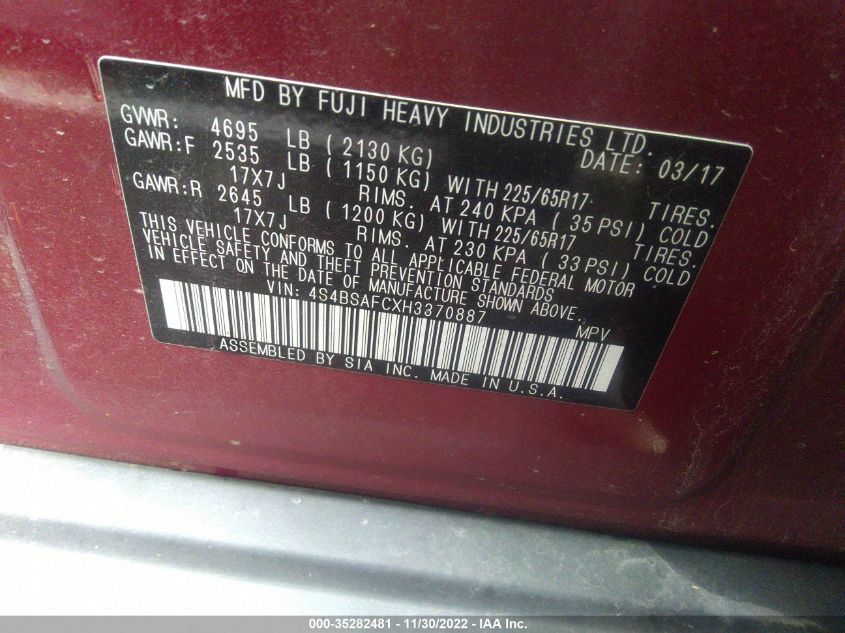 MFD BY FUJI HEAVY INDUSTRIES LTD.
GVWR: 4695 LB (2130 KG) DATE: 03/17
GAWR:F 2535 LB (1150 KG) WITH 225/65R17 TIRES.
17X7J RIMS. AT 240 KPA (35 PSI) COLD
GAWR:R 2645 LB (1200 KG) WITH 225/65R17 TIRES.
17X7J RIMS. AT 230 KPA (33 PSI) COLD
THIS VEHICLE CONFORMS TO ALL APPLICABLE FEDERAL MOTOR
VEHICLE SAFETY AND THEFT PREVENTION STANDARDS
IN EFFECT ON THE DATE OF MANUFACTURE SHOWN ABOVE.
VIN: 4S4BSAFCXH3370887 MPV
ASSEMBLED BY SIA INC. MADE IN U.S.A.
000-35282481 - 11/30/2022 - IAA Inc.